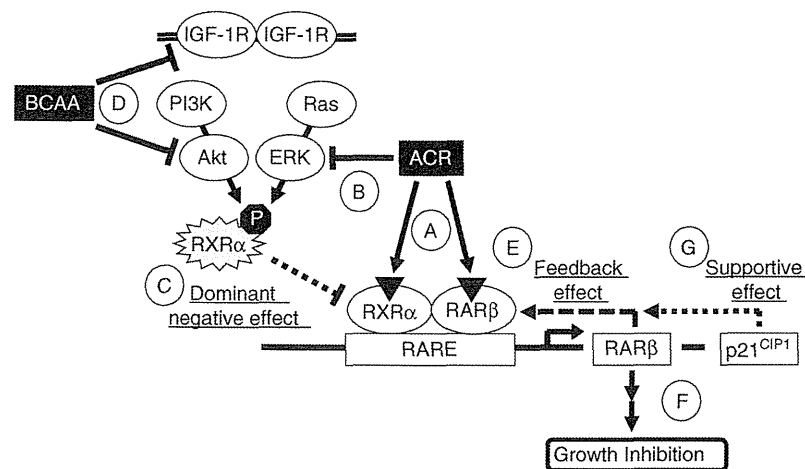 IGF-1R IGF-1R
BCAA
D
PI3K
Ras
Akt
ERK
ACR
B
P
A
RXRα
E
G
C
Dominant
negative effect
Feedback
effect
Supportive
effect
RXRα
RARβ
RARE
RARβ
p21CIP1
F
Growth Inhibition